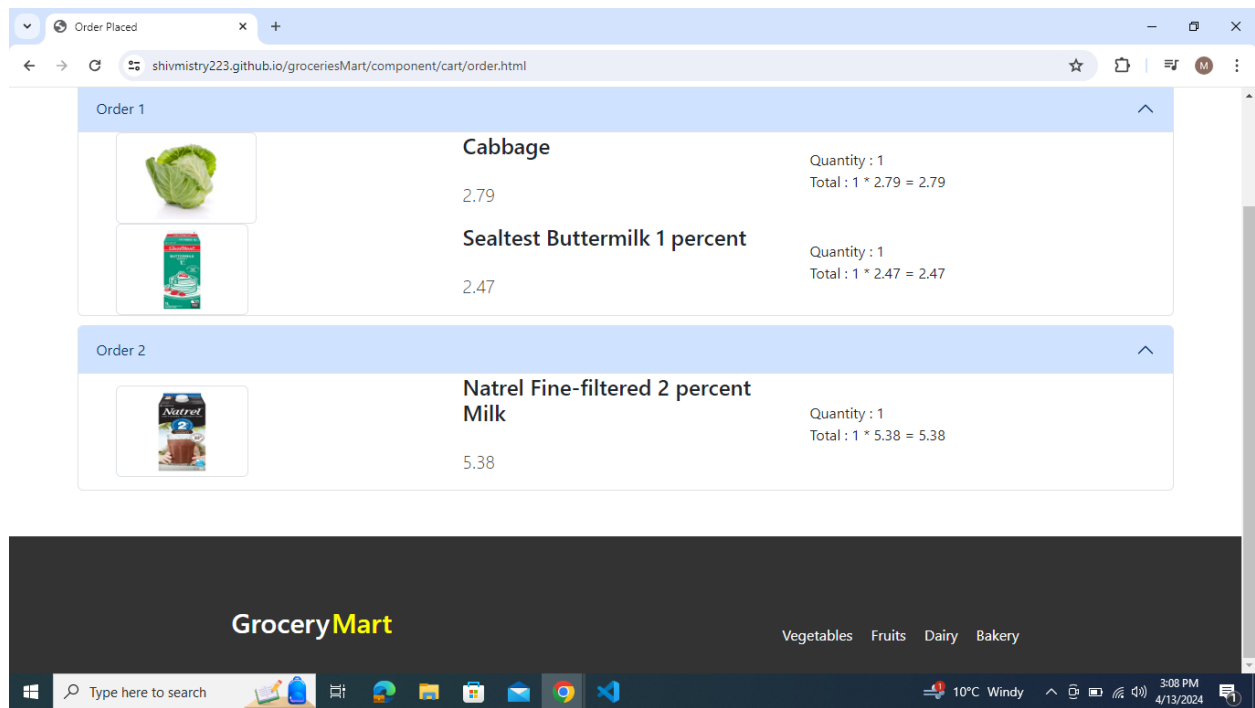 Order Placed
shivmistry223.github.io/groceriesMart/component/cart/order.html
M
Order 1
Cabbage
2.79
Quantity : 1
Total : 1 * 2.79 = 2.79
Sealtest Buttermilk 1 percent
2.47
Quantity : 1
Total : 1 * 2.47 = 2.47
Order 2
Natrel
2
Natrel Fine-filtered 2 percent
Milk
5.38
Quantity : 1
Total : 1 * 5.38 = 5.38
GroceryMart
Vegetables Fruits Dairy Bakery
Type here to search
10°C Windy
3:08 PM
4/13/2024
1